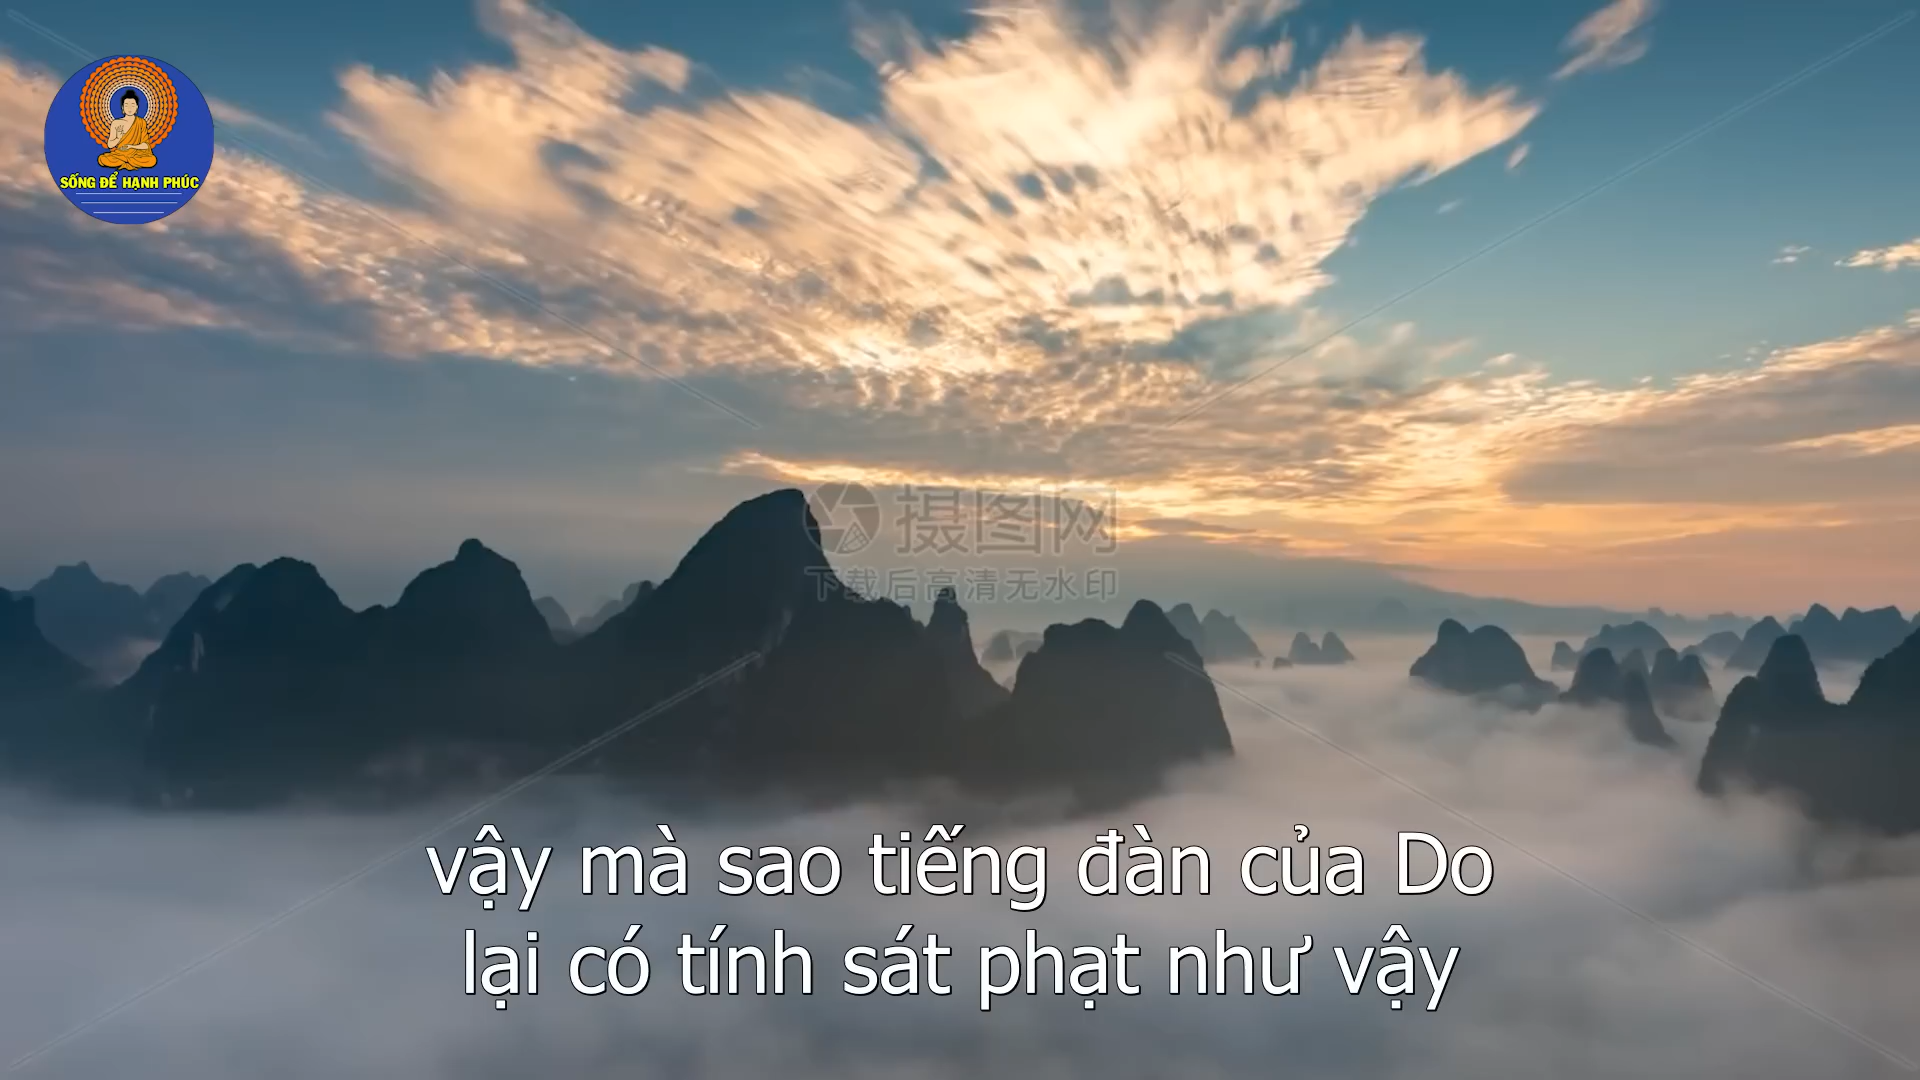 SỐNG ĐỂ HẠNH PHÚC
摄图网
下载后高清无水印
vậy mà sao tiếng đàn của Do
lại có tính sát phạt như vậy